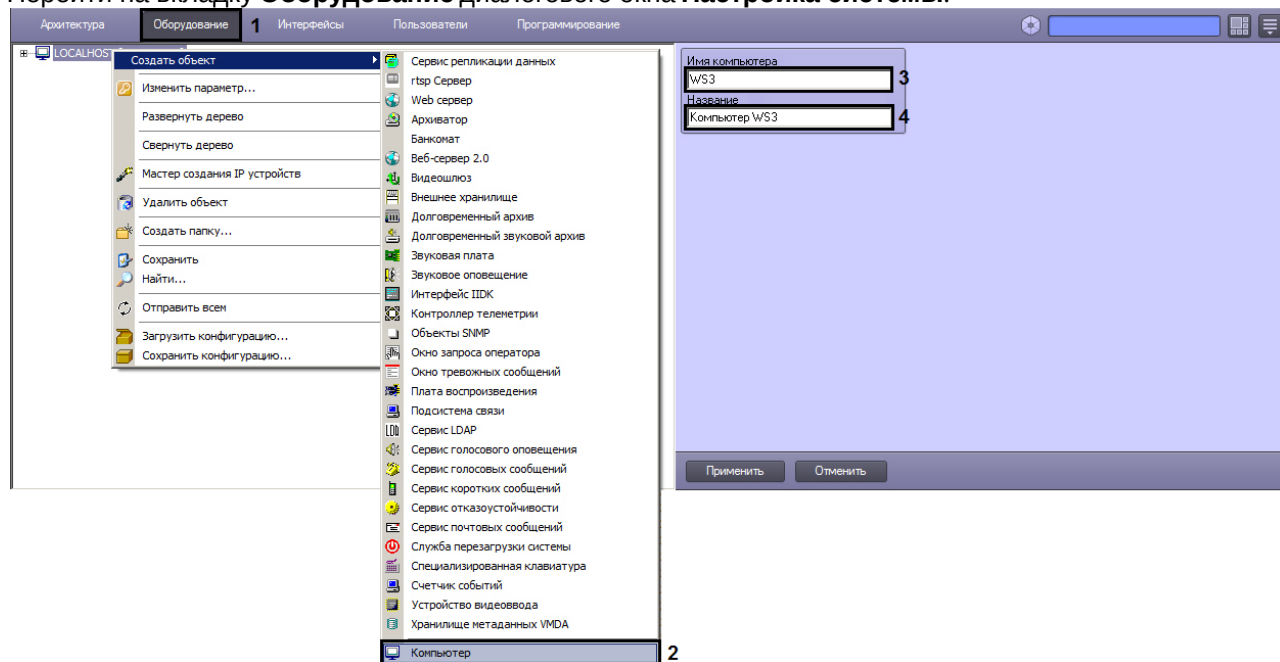 Перейти на вкладку Оборудование диалогового окна Настройка системы.
Архитектура Оборудование 1 Интерфейсы Пользователи Программирование
LOCALHOST
Создать объект
Изменить параметр...
Развернуть дерево
Свернуть дерево
Мастер создания IP устройств
Удалить объект
Создать папку...
Сохранить
Найти...
Отправить всем
Загрузить конфигурацию...
Сохранить конфигурацию...
Сервис репликации данных
rtsp Сервер
Web сервер
Архиватор
Банкомат
Веб-сервер 2.0
Видеошлюз
Внешнее хранилище
Долговременный архив
Долговременный звуковой архив
Звуковая плата
Звуковое оповещение
Интерфейс IIDK
Контроллер телеметрии
Объекты SNMP
Окно запроса оператора
Окно тревожных сообщений
Плата воспроизведения
Подсистема связи
Сервис LDAP
Сервис голосового оповещения
Сервис голосовых сообщений
Сервис коротких сообщений
Сервис отказоустойчивости
Сервис почтовых сообщений
Служба перезагрузки системы
Специализированная клавиатура
Счетчик событий
Устройство видеоввода
Хранилище метаданных VMDA
Компьютер 2
Имя компьютера
WS3 3
Название
Компьютер WS3 4
Применить Отменить